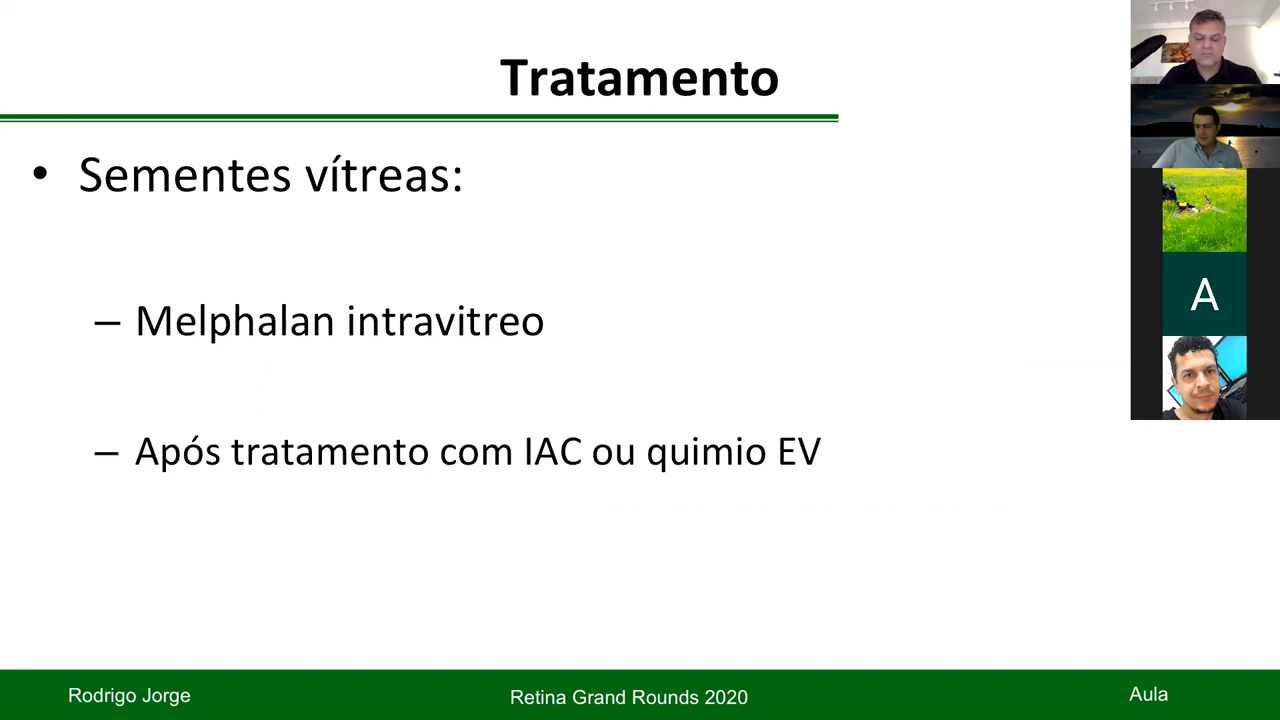 Tratamento
• Sementes vítreas:
– Melphalan intravitreo
– Após tratamento com IAC ou quimio EV
A
Rodrigo Jorge
Retina Grand Rounds 2020
Aula